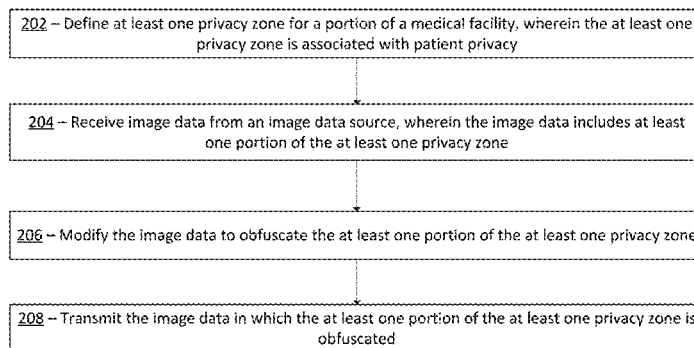 202 – Define at least one privacy zone for a portion of a medical facility, wherein the at least one
privacy zone is associated with patient privacy
204 – Receive image data from an image data source, wherein the image data includes at least
one portion of the at least one privacy zone
206 – Modify the image data to obfuscate the at least one portion of the at least one privacy zone
208 – Transmit the image data in which the at least one portion of the at least one privacy zone is
obfuscated